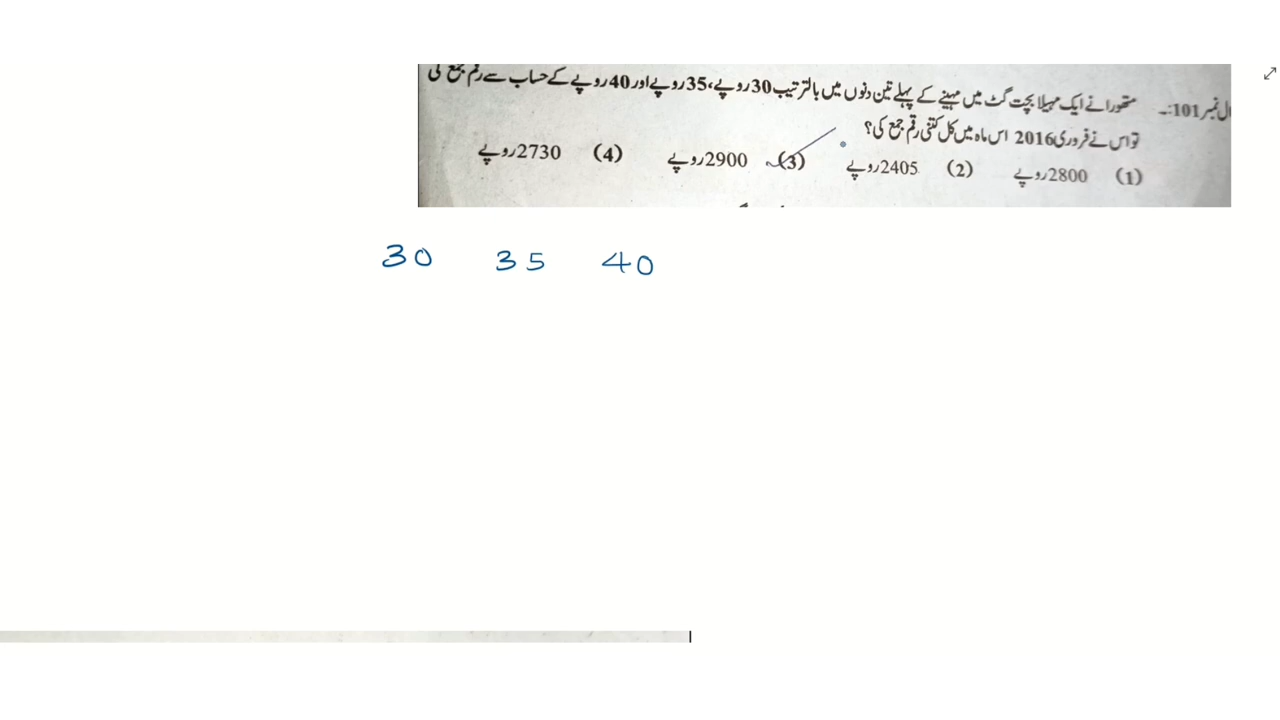 متھورا نے ایک مہیلا بچت گٹ میں مہینے کے پہلے تین دنوں میں بالترتیب 30 روپے، 35 روپے اور 40 روپے کے حساب سے رقم جمع کی
نمبر 101:-
تو اس نے فروری 2016 اس ماہ میں کل کتنی رقم جمع کی؟
(1) 2800 روپے (2) 2405 روپے (3) 2900 روپے (4) 2730 روپے
30 35 40